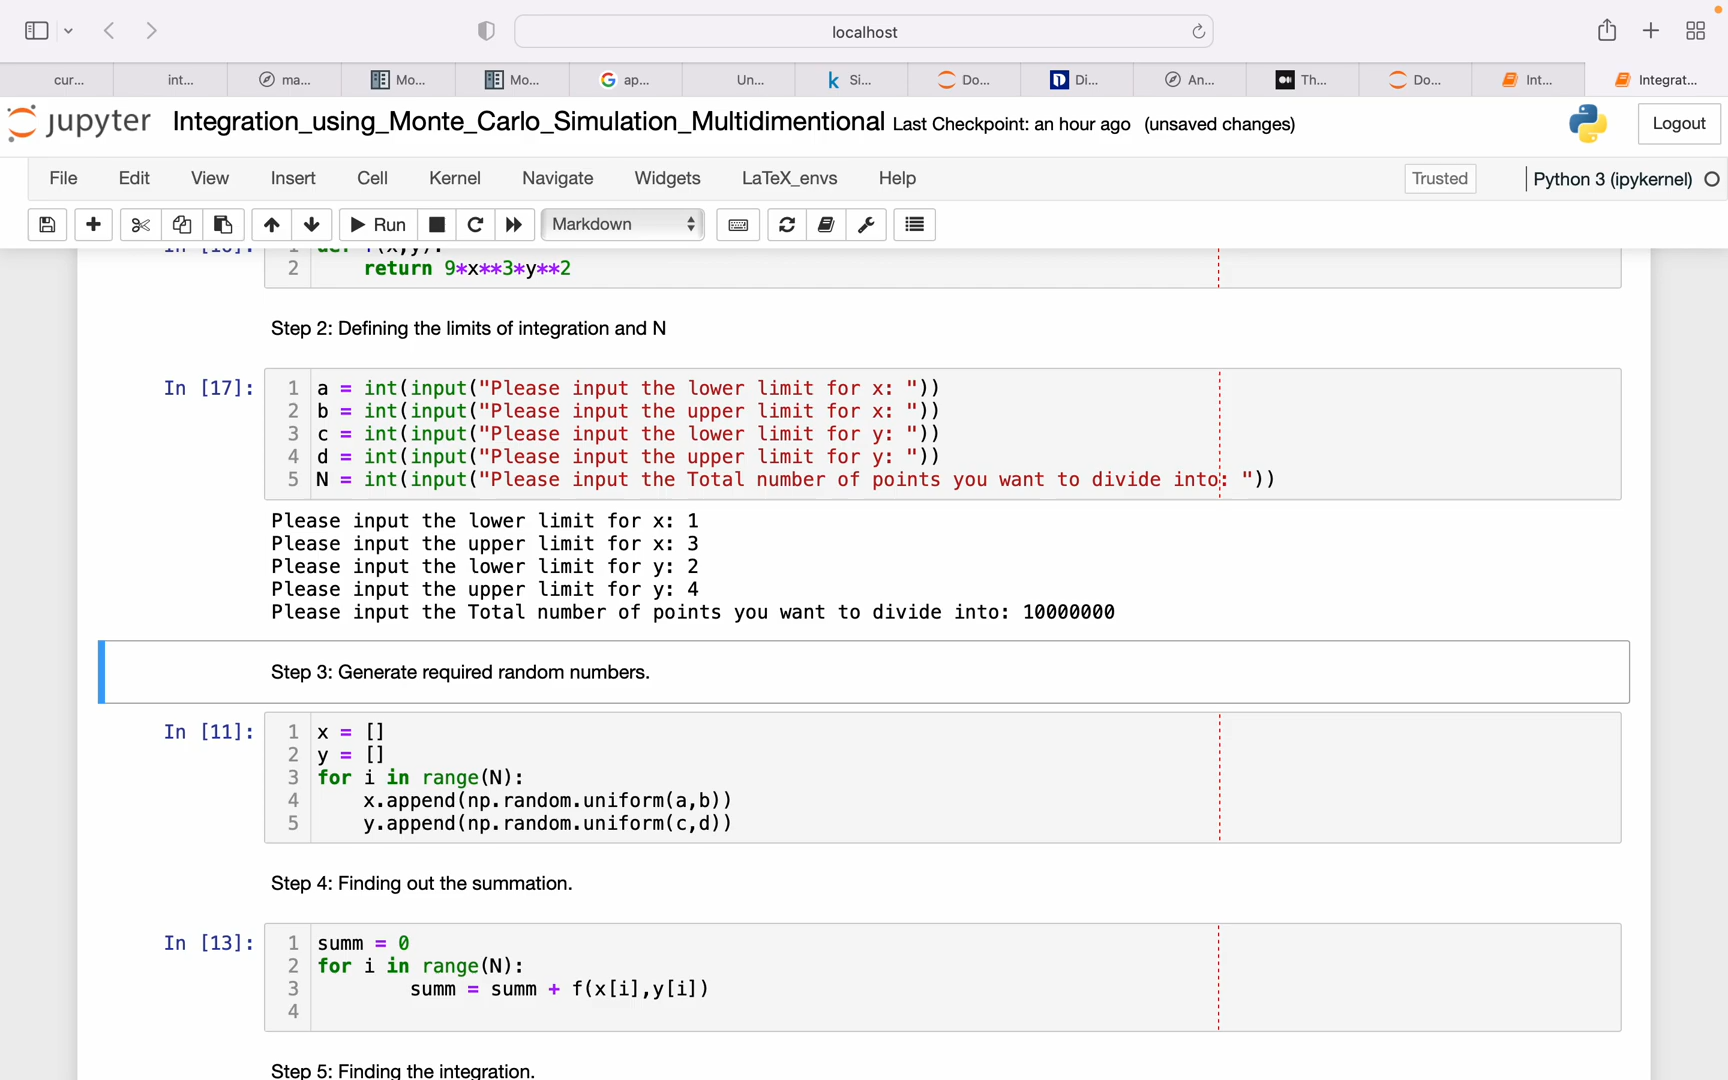 localhost
cur...
int...
ma...
Mo...
Mo...
ap...
Un...
Si...
Do...
Di...
An...
Th...
Do...
Int...
Integrat...
jupyter Integration_using_Monte_Carlo_Simulation_Multidimentional Last Checkpoint: an hour ago (unsaved changes)
Logout
File Edit View Insert Cell Kernel Navigate Widgets LaTeX_envs Help
Trusted
Python 3 (ipykernel)
Run
Markdown
2 return 9*x**3*y**2
Step 2: Defining the limits of integration and N
In [17]:
1 a = int(input("Please input the lower limit for x: "))
2 b = int(input("Please input the upper limit for x: "))
3 c = int(input("Please input the lower limit for y: "))
4 d = int(input("Please input the upper limit for y: "))
5 N = int(input("Please input the Total number of points you want to divide into: "))
Please input the lower limit for x: 1
Please input the upper limit for x: 3
Please input the lower limit for y: 2
Please input the upper limit for y: 4
Please input the Total number of points you want to divide into: 10000000
Step 3: Generate required random numbers.
In [11]:
1 x = []
2 y = []
3 for i in range(N):
4 x.append(np.random.uniform(a,b))
5 y.append(np.random.uniform(c,d))
Step 4: Finding out the summation.
In [13]:
1 summ = 0
2 for i in range(N):
3 summ = summ + f(x[i],y[i])
4
Step 5: Finding the integration.